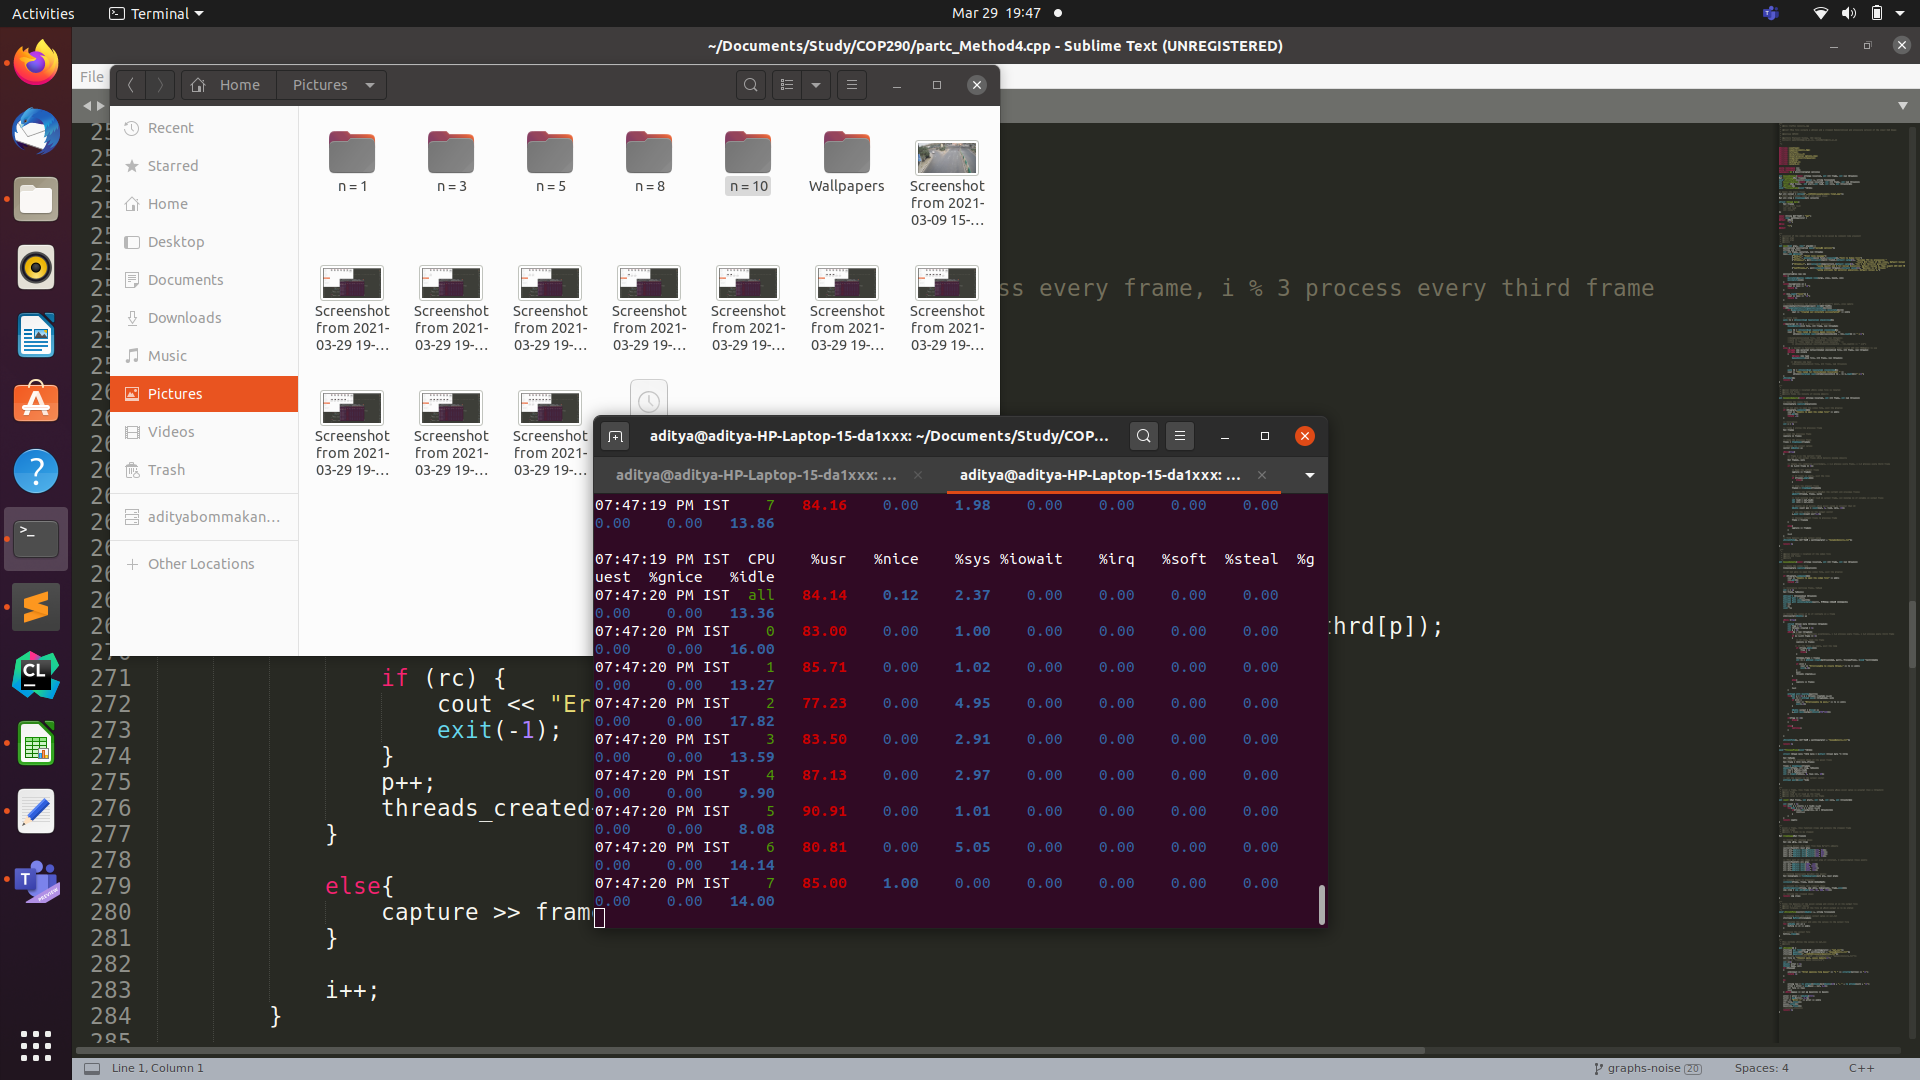 Activities
Terminal
Mar 29 19:47
~/Documents/Study/COP290/partc_Method4.cpp - Sublime Text (UNREGISTERED)
File
Home
Pictures
Recent
Starred
Home
Desktop
Documents
Downloads
Music
Pictures
Videos
Trash
adityabommakan...
Other Locations
n = 1
n = 3
n = 5
n = 8
n = 10
Wallpapers
Screenshot
from 2021-
03-09 15-...
Screenshot Screenshot Screenshot Screenshot Screenshot Screenshot Screenshot
from 2021- from 2021- from 2021- from 2021- from 2021- from 2021- from 2021-
03-29 19-... 03-29 19-... 03-29 19-... 03-29 19-... 03-29 19-... 03-29 19-... 03-29 19-...
Screenshot Screenshot Screenshot
from 2021- from 2021- from 2021-
03-29 19-... 03-29 19-... 03-29 19-...
ss every frame, i % 3 process every third frame
thrd[p]);
271 if (rc) {
272 cout << "Er
273 exit(-1);
274 }
275 p++;
276 threads_created
277 }
278
279 else{
280 capture >> fram
281 }
282
283 i++;
284 }
285
aditya@aditya-HP-Laptop-15-da1xxx: ~/Documents/Study/COP...
aditya@aditya-HP-Laptop-15-da1xxx: ...
aditya@aditya-HP-Laptop-15-da1xxx: ...
07:47:19 PM IST 7 84.16 0.00 1.98 0.00 0.00 0.00 0.00
0.00 0.00 13.86
07:47:19 PM IST CPU %usr %nice %sys %iowait %irq %soft %steal %g
uest %gnice %idle
07:47:20 PM IST all 84.14 0.12 2.37 0.00 0.00 0.00 0.00
0.00 0.00 13.36
07:47:20 PM IST 0 83.00 0.00 1.00 0.00 0.00 0.00 0.00
0.00 0.00 16.00
07:47:20 PM IST 1 85.71 0.00 1.02 0.00 0.00 0.00 0.00
0.00 0.00 13.27
07:47:20 PM IST 2 77.23 0.00 4.95 0.00 0.00 0.00 0.00
0.00 0.00 17.82
07:47:20 PM IST 3 83.50 0.00 2.91 0.00 0.00 0.00 0.00
0.00 0.00 13.59
07:47:20 PM IST 4 87.13 0.00 2.97 0.00 0.00 0.00 0.00
0.00 0.00 9.90
07:47:20 PM IST 5 90.91 0.00 1.01 0.00 0.00 0.00 0.00
0.00 0.00 8.08
07:47:20 PM IST 6 80.81 0.00 5.05 0.00 0.00 0.00 0.00
0.00 0.00 14.14
07:47:20 PM IST 7 85.00 1.00 0.00 0.00 0.00 0.00 0.00
0.00 0.00 14.00
Line 1, Column 1
graphs-noise 20
Spaces: 4
C++